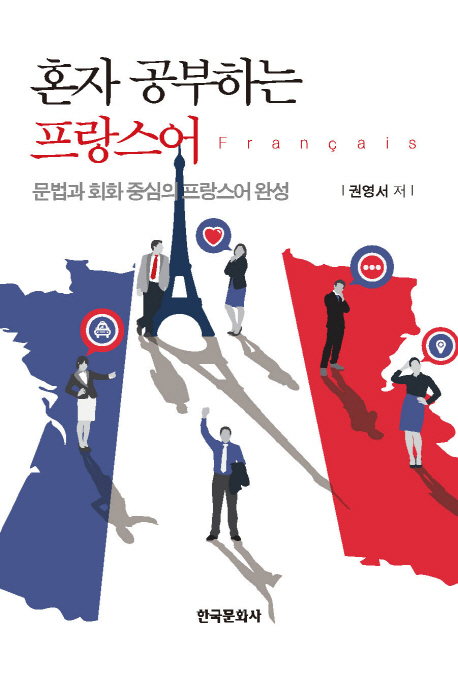 혼자 공부하는
프랑스어 Français
문법과 회화 중심의 프랑스어 완성
| 권영서 저 |
한국문화사